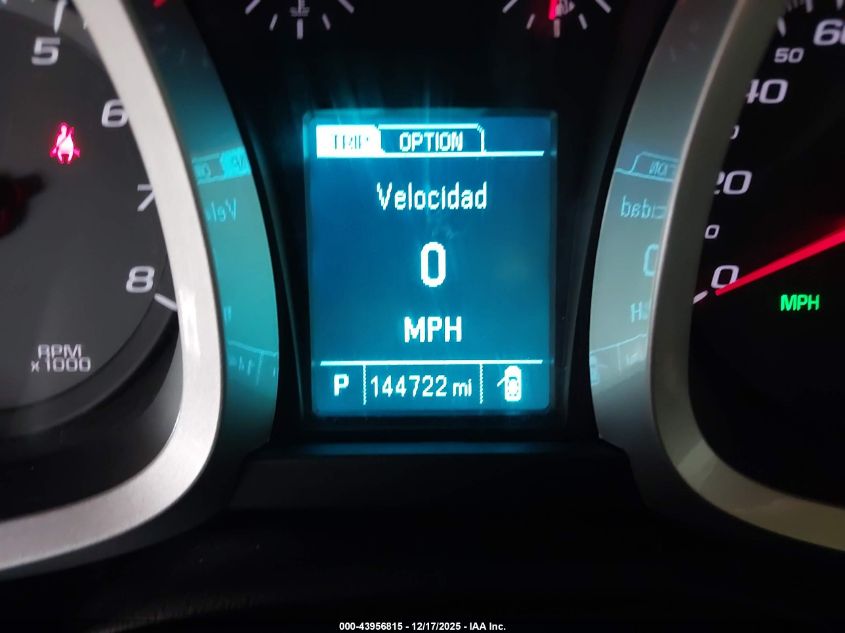 5
6
7
8
RPM
x1000
TRIP OPTION
Velocidad
0
MPH
P 144722 mi
60
50
40
20
0
MPH
000-43956815 - 12/17/2025 - IAA Inc.